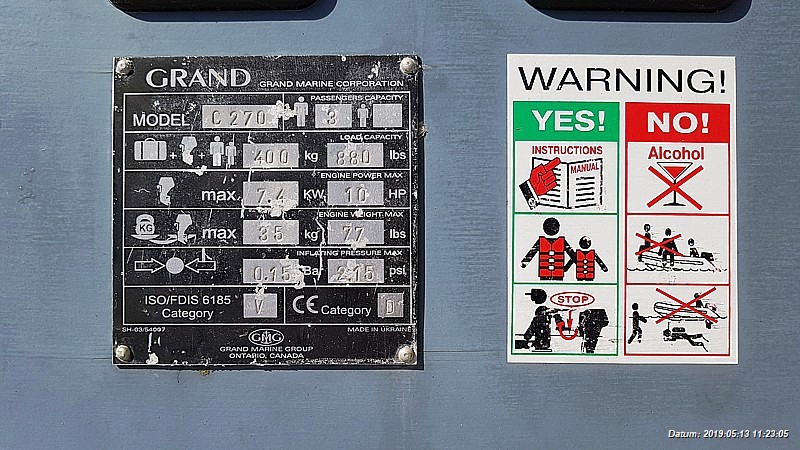 GRAND GRAND MARINE CORPORATION
PASSENGERS CAPACITY
MODEL C 270 3
LOAD CAPACITY
400 kg 880 lbs
ENGINE POWER MAX
max. 7.4 KW 10 HP
ENGINE WEIGHT MAX
KG max 35 kg 77 lbs
INFLATING PRESSURE MAX
0.15 Bar 2.15 psi
ISO/FDIS 6185 Category V CE Category D
SH-03/54097 MADE IN UKRAINE
GMG
GRAND MARINE GROUP
ONTARIO, CANADA
WARNING!
YES! NO!
INSTRUCTIONS
MANUAL
Alcohol
STOP
Datum: 2019:05:13 11:23:05